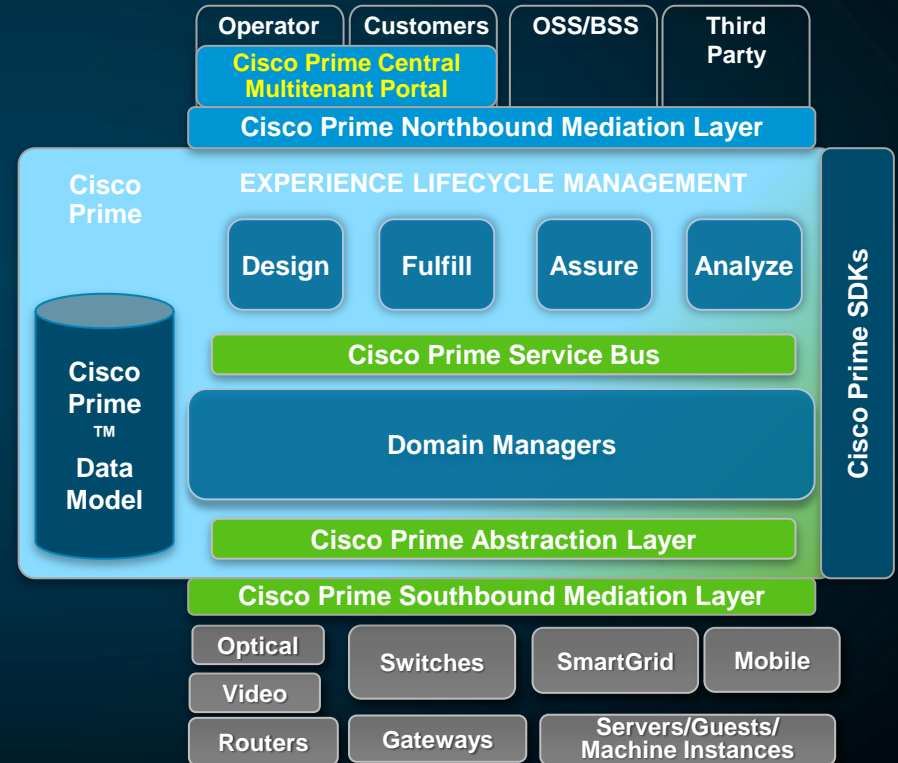 Operator
Customers
OSS/BSS
Third
Party
Cisco Prime Central
Multitenant Portal
Cisco Prime Northbound Mediation Layer
Cisco
Prime
EXPERIENCE LIFECYCLE MANAGEMENT
Design
Fulfill
Assure
Analyze
Cisco Prime Service Bus
Cisco
Prime
TM
Data
Model
Domain Managers
Cisco Prime Abstraction Layer
Cisco Prime SDKs
Cisco Prime Southbound Mediation Layer
Optical
Switches
SmartGrid
Mobile
Video
Routers
Gateways
Servers/Guests/
Machine Instances